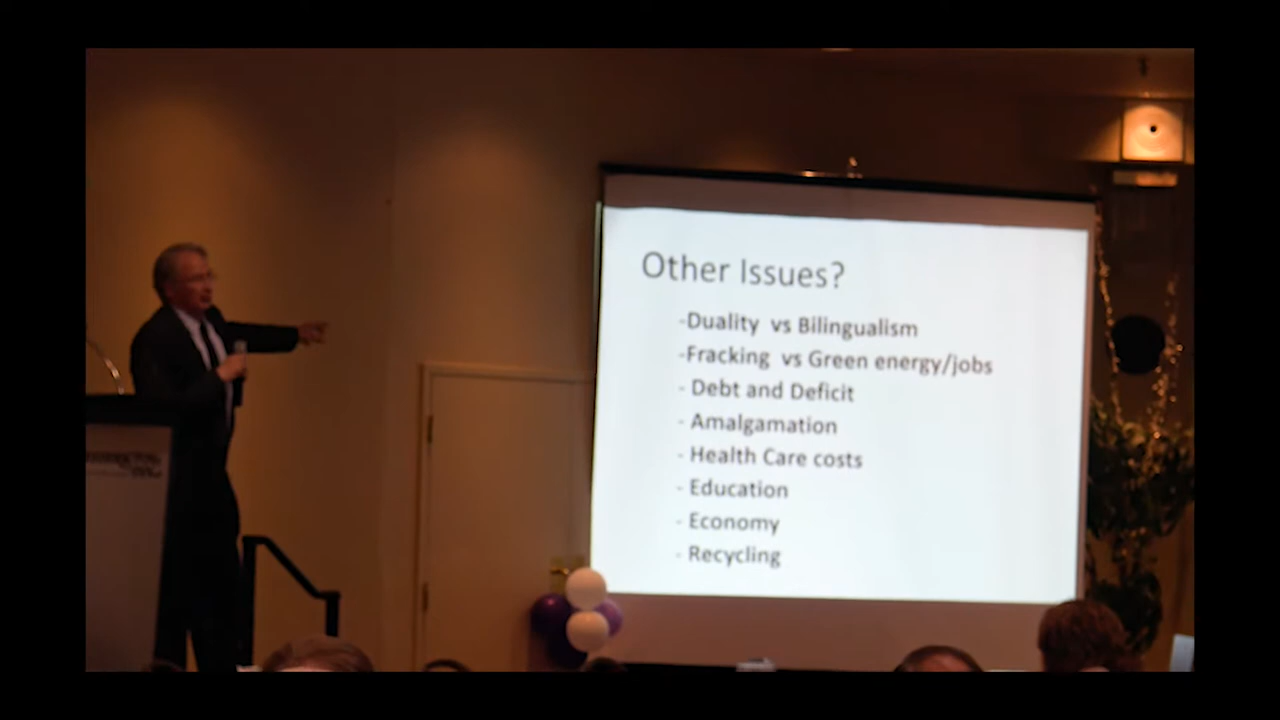 Other Issues?
-Duality vs Bilingualism
-Fracking vs Green energy/jobs
- Debt and Deficit
- Amalgamation
- Health Care costs
- Education
- Economy
- Recycling